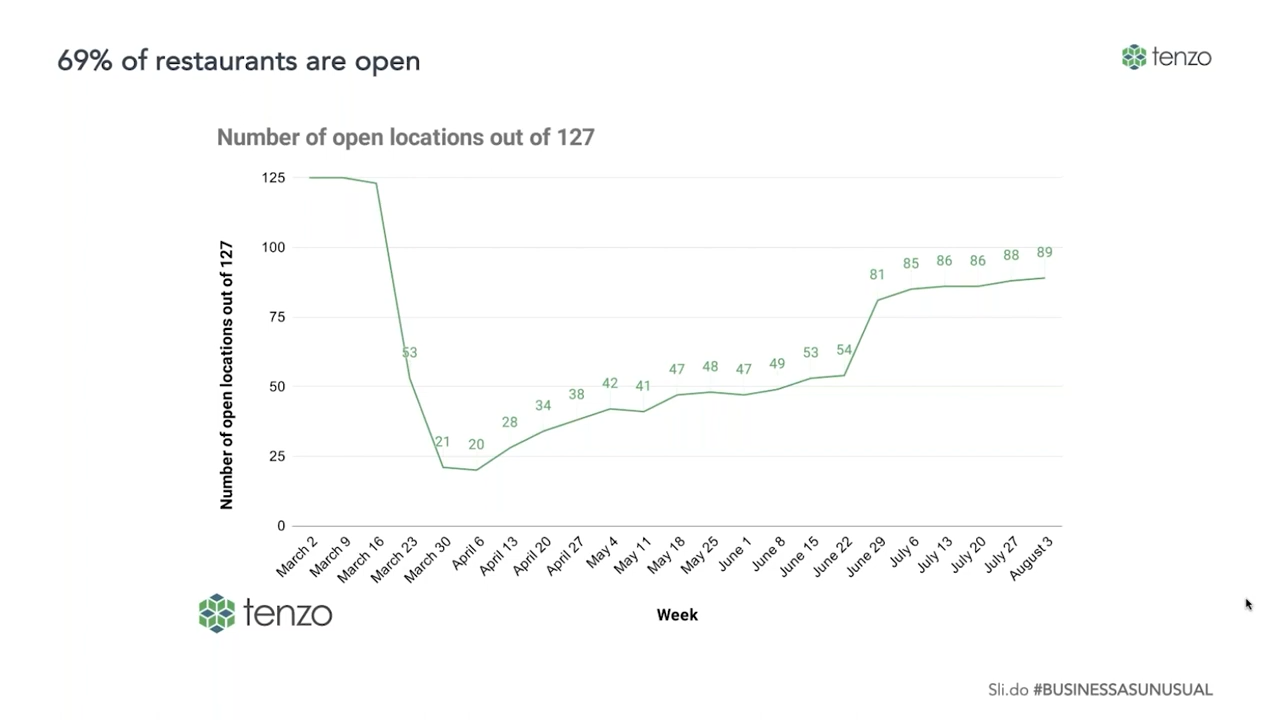 69% of restaurants are open
tenzo
Number of open locations out of 127
Number of open locations out of 127
125
100
75
50
25
0
53
21
20
28
34
38
42
41
47
48
47
49
53
54
81
85
86
86
88
89
March 2
March 9
March 16
March 23
March 30
April 6
April 13
April 20
April 27
May 4
May 11
May 18
May 25
June 1
June 8
June 15
June 22
June 29
July 6
July 13
July 20
July 27
August 3
tenzo
Week
Sli.do #BUSINESSASUNUSUAL